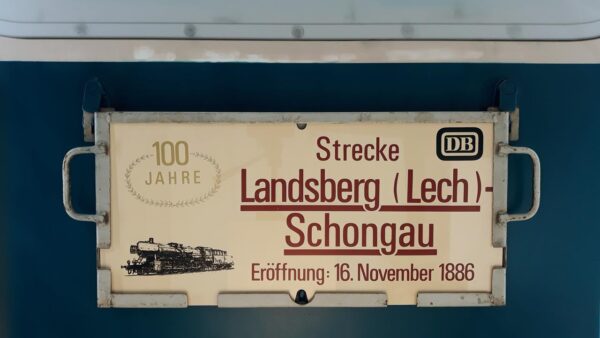 100
JAHRE
DB
Strecke
Landsberg (Lech)-
Schongau
Eröffnung: 16. November 1886